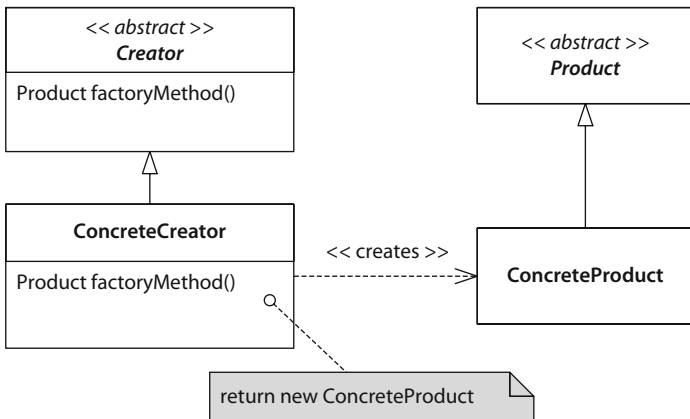 << abstract >>
Creator
Product factoryMethod()
<< abstract >>
Product
ConcreteCreator
Product factoryMethod()
<< creates >>
ConcreteProduct
return new ConcreteProduct